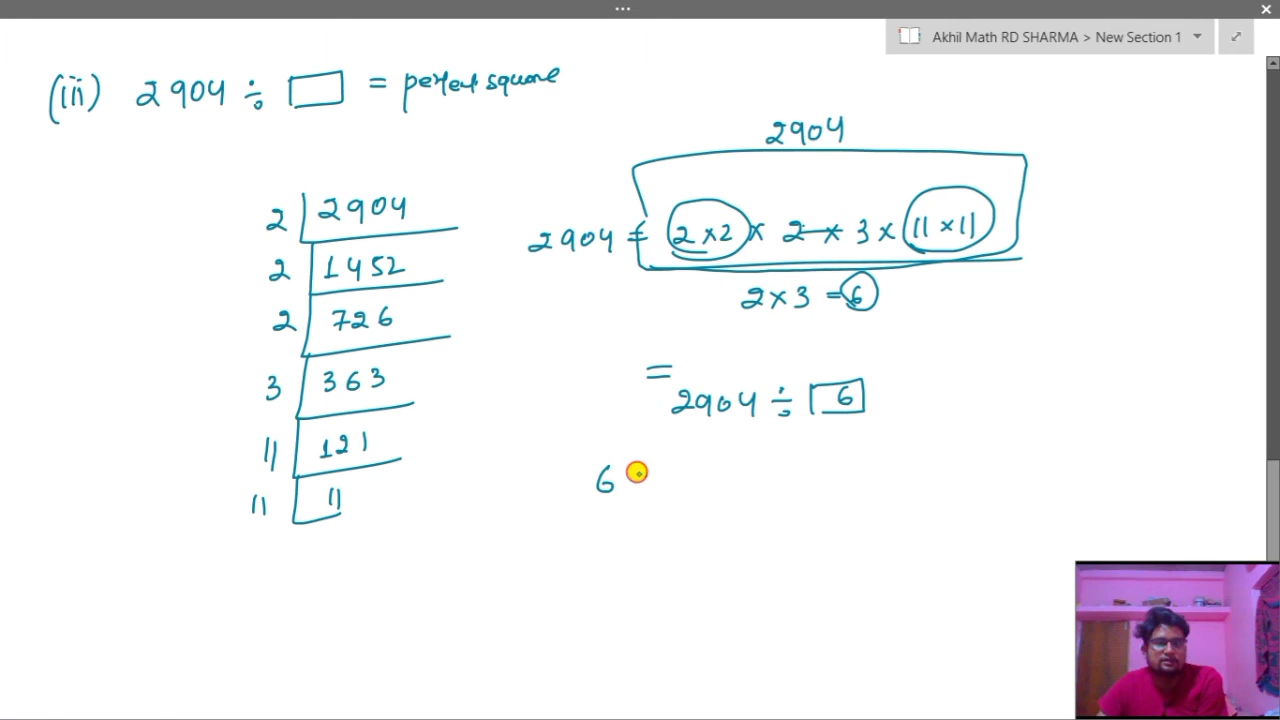 Akhil Math RD SHARMA > New Section 1
(iii) 2904 ÷ □ = perfect square
2904
2 | 2904
2904 = 2 × 2 × 2 × 3 × 11 × 11
2 | 1452
2 × 3 = 6
2 | 726
3 | 363
=
2904 ÷ 6
11 | 121
6
11 | 11